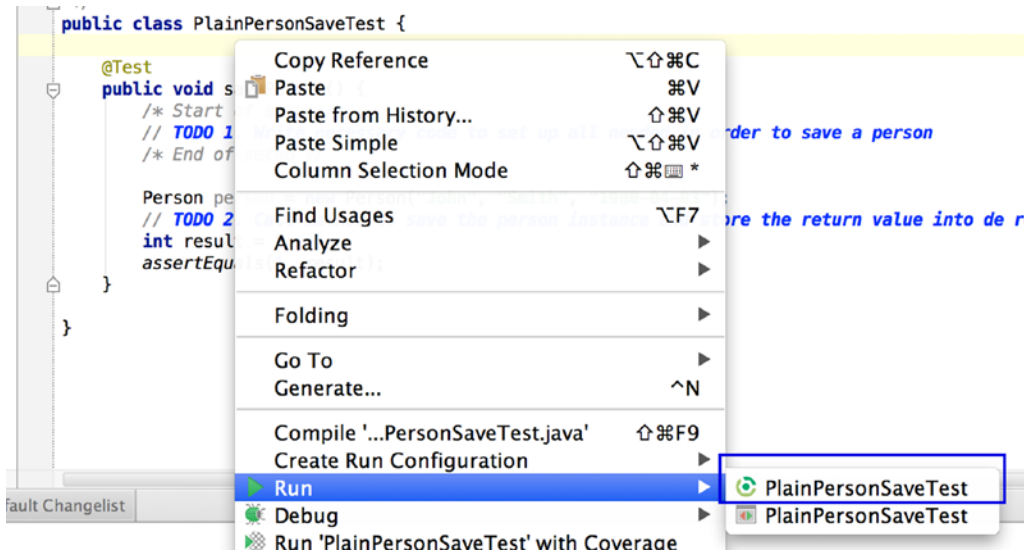 public class PlainPersonSaveTest {
@Test
public void s
/* Start
// TODO 1 rder to save a person
/* End of
Person pe
// TODO 2 save the person instance store the return value into de r
int resul
assertEqu
}
}
Copy Reference ⌥⇧⌘C
Paste ⌘V
Paste from History... ⇧⌘V
Paste Simple ⌥⇧⌘V
Column Selection Mode ⇧⌘⌨ *
Find Usages ⌥F7
Analyze
Refactor
Folding
Go To
Generate... ^N
Compile '...PersonSaveTest.java' ⇧⌘F9
Create Run Configuration
Run
Debug
Run 'PlainPersonSaveTest' with Coverage
PlainPersonSaveTest
PlainPersonSaveTest
fault Changelist